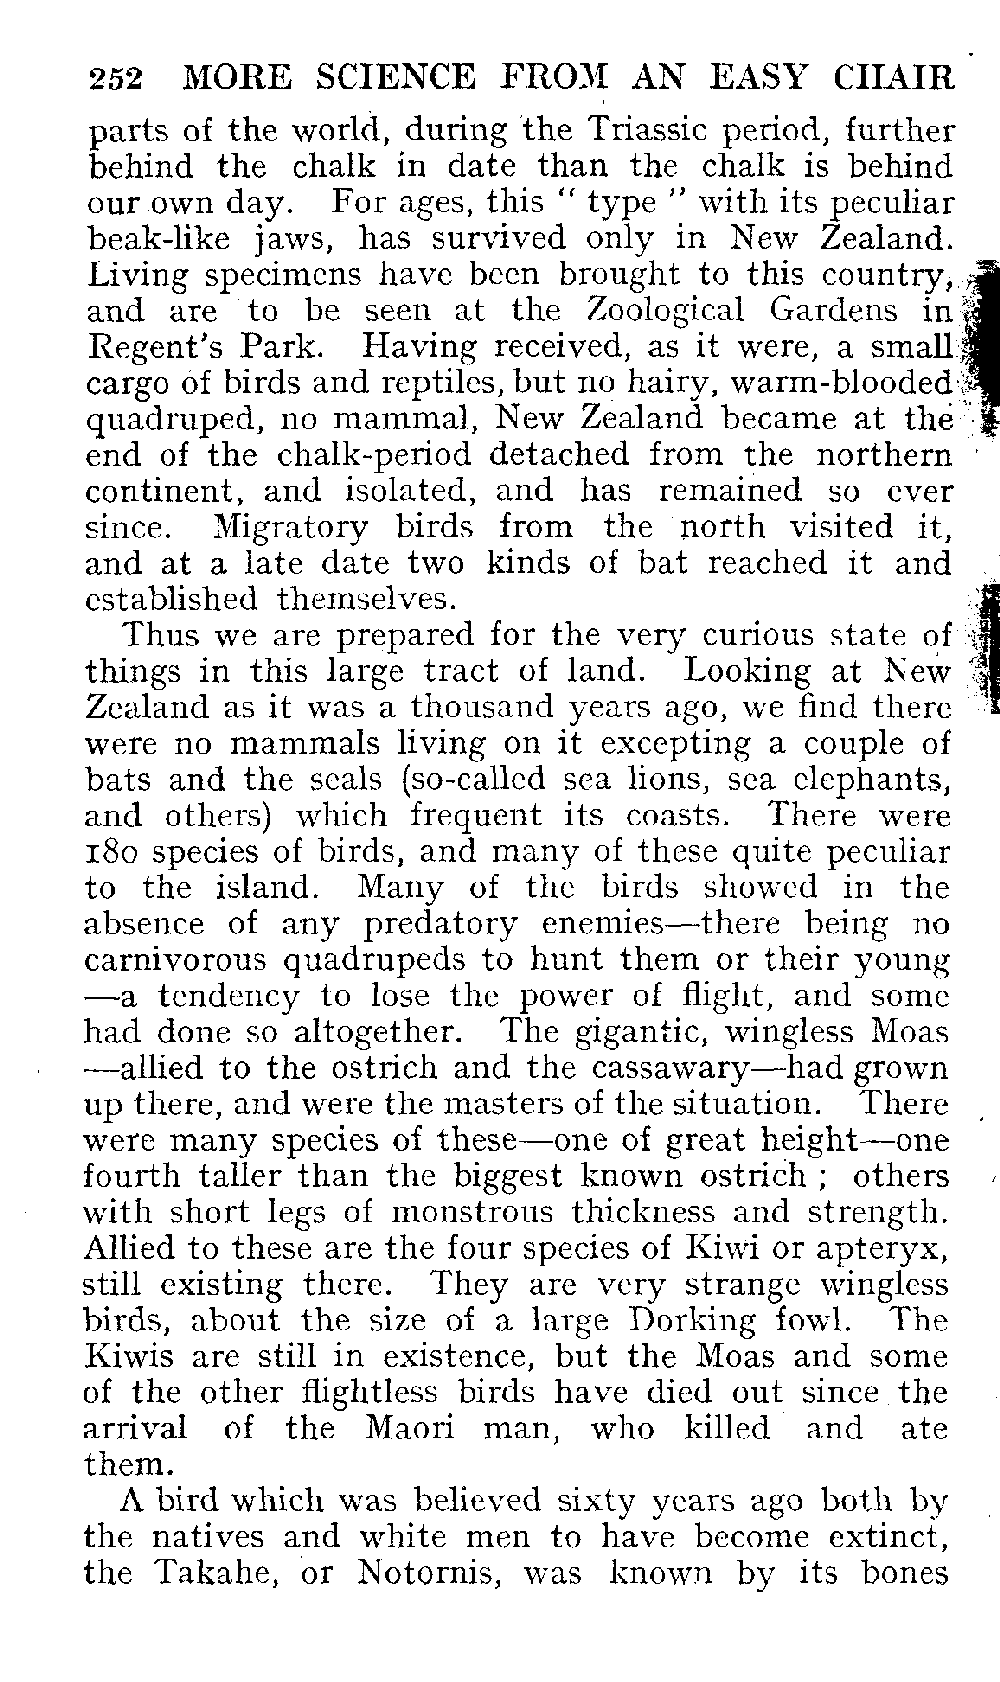 252 MORE SCIENCE FROM AN EASY CHAIR
parts of the world, during the Triassic period, further
behind the chalk in date than the chalk is behind
our own day. For ages, this “ type ” with its peculiar
beak-like jaws, has survived only in New Zealand.
Living specimens have been brought to this country,
and are to be seen at the Zoological Gardens in
Regent's Park. Having received, as it were, a small
cargo of birds and reptiles, but no hairy, warm-blooded
quadruped, no mammal, New Zealand became at the
end of the chalk-period detached from the northern
continent, and isolated, and has remained so ever
since. Migratory birds from the north visited it,
and at a late date two kinds of bat reached it and
established themselves.
Thus we are prepared for the very curious state of
things in this large tract of land. Looking at New
Zealand as it was a thousand years ago, we find there
were no mammals living on it excepting a couple of
bats and the seals (so-called sea lions, sea elephants,
and others) which frequent its coasts. There were
180 species of birds, and many of these quite peculiar
to the island. Many of the birds showed in the
absence of any predatory enemies—there being no
carnivorous quadrupeds to hunt them or their young
—a tendency to lose the power of flight, and some
had done so altogether. The gigantic, wingless Moas
—allied to the ostrich and the cassawary—had grown
up there, and were the masters of the situation. There
were many species of these—one of great height—one
fourth taller than the biggest known ostrich ; others
with short legs of monstrous thickness and strength.
Allied to these are the four species of Kiwi or apteryx,
still existing there. They are very strange wingless
birds, about the size of a large Dorking fowl. The
Kiwis are still in existence, but the Moas and some
of the other flightless birds have died out since the
arrival of the Maori man, who killed and ate
them.
A bird which was believed sixty years ago both by
the natives and white men to have become extinct,
the Takahe, or Notornis, was known by its bones